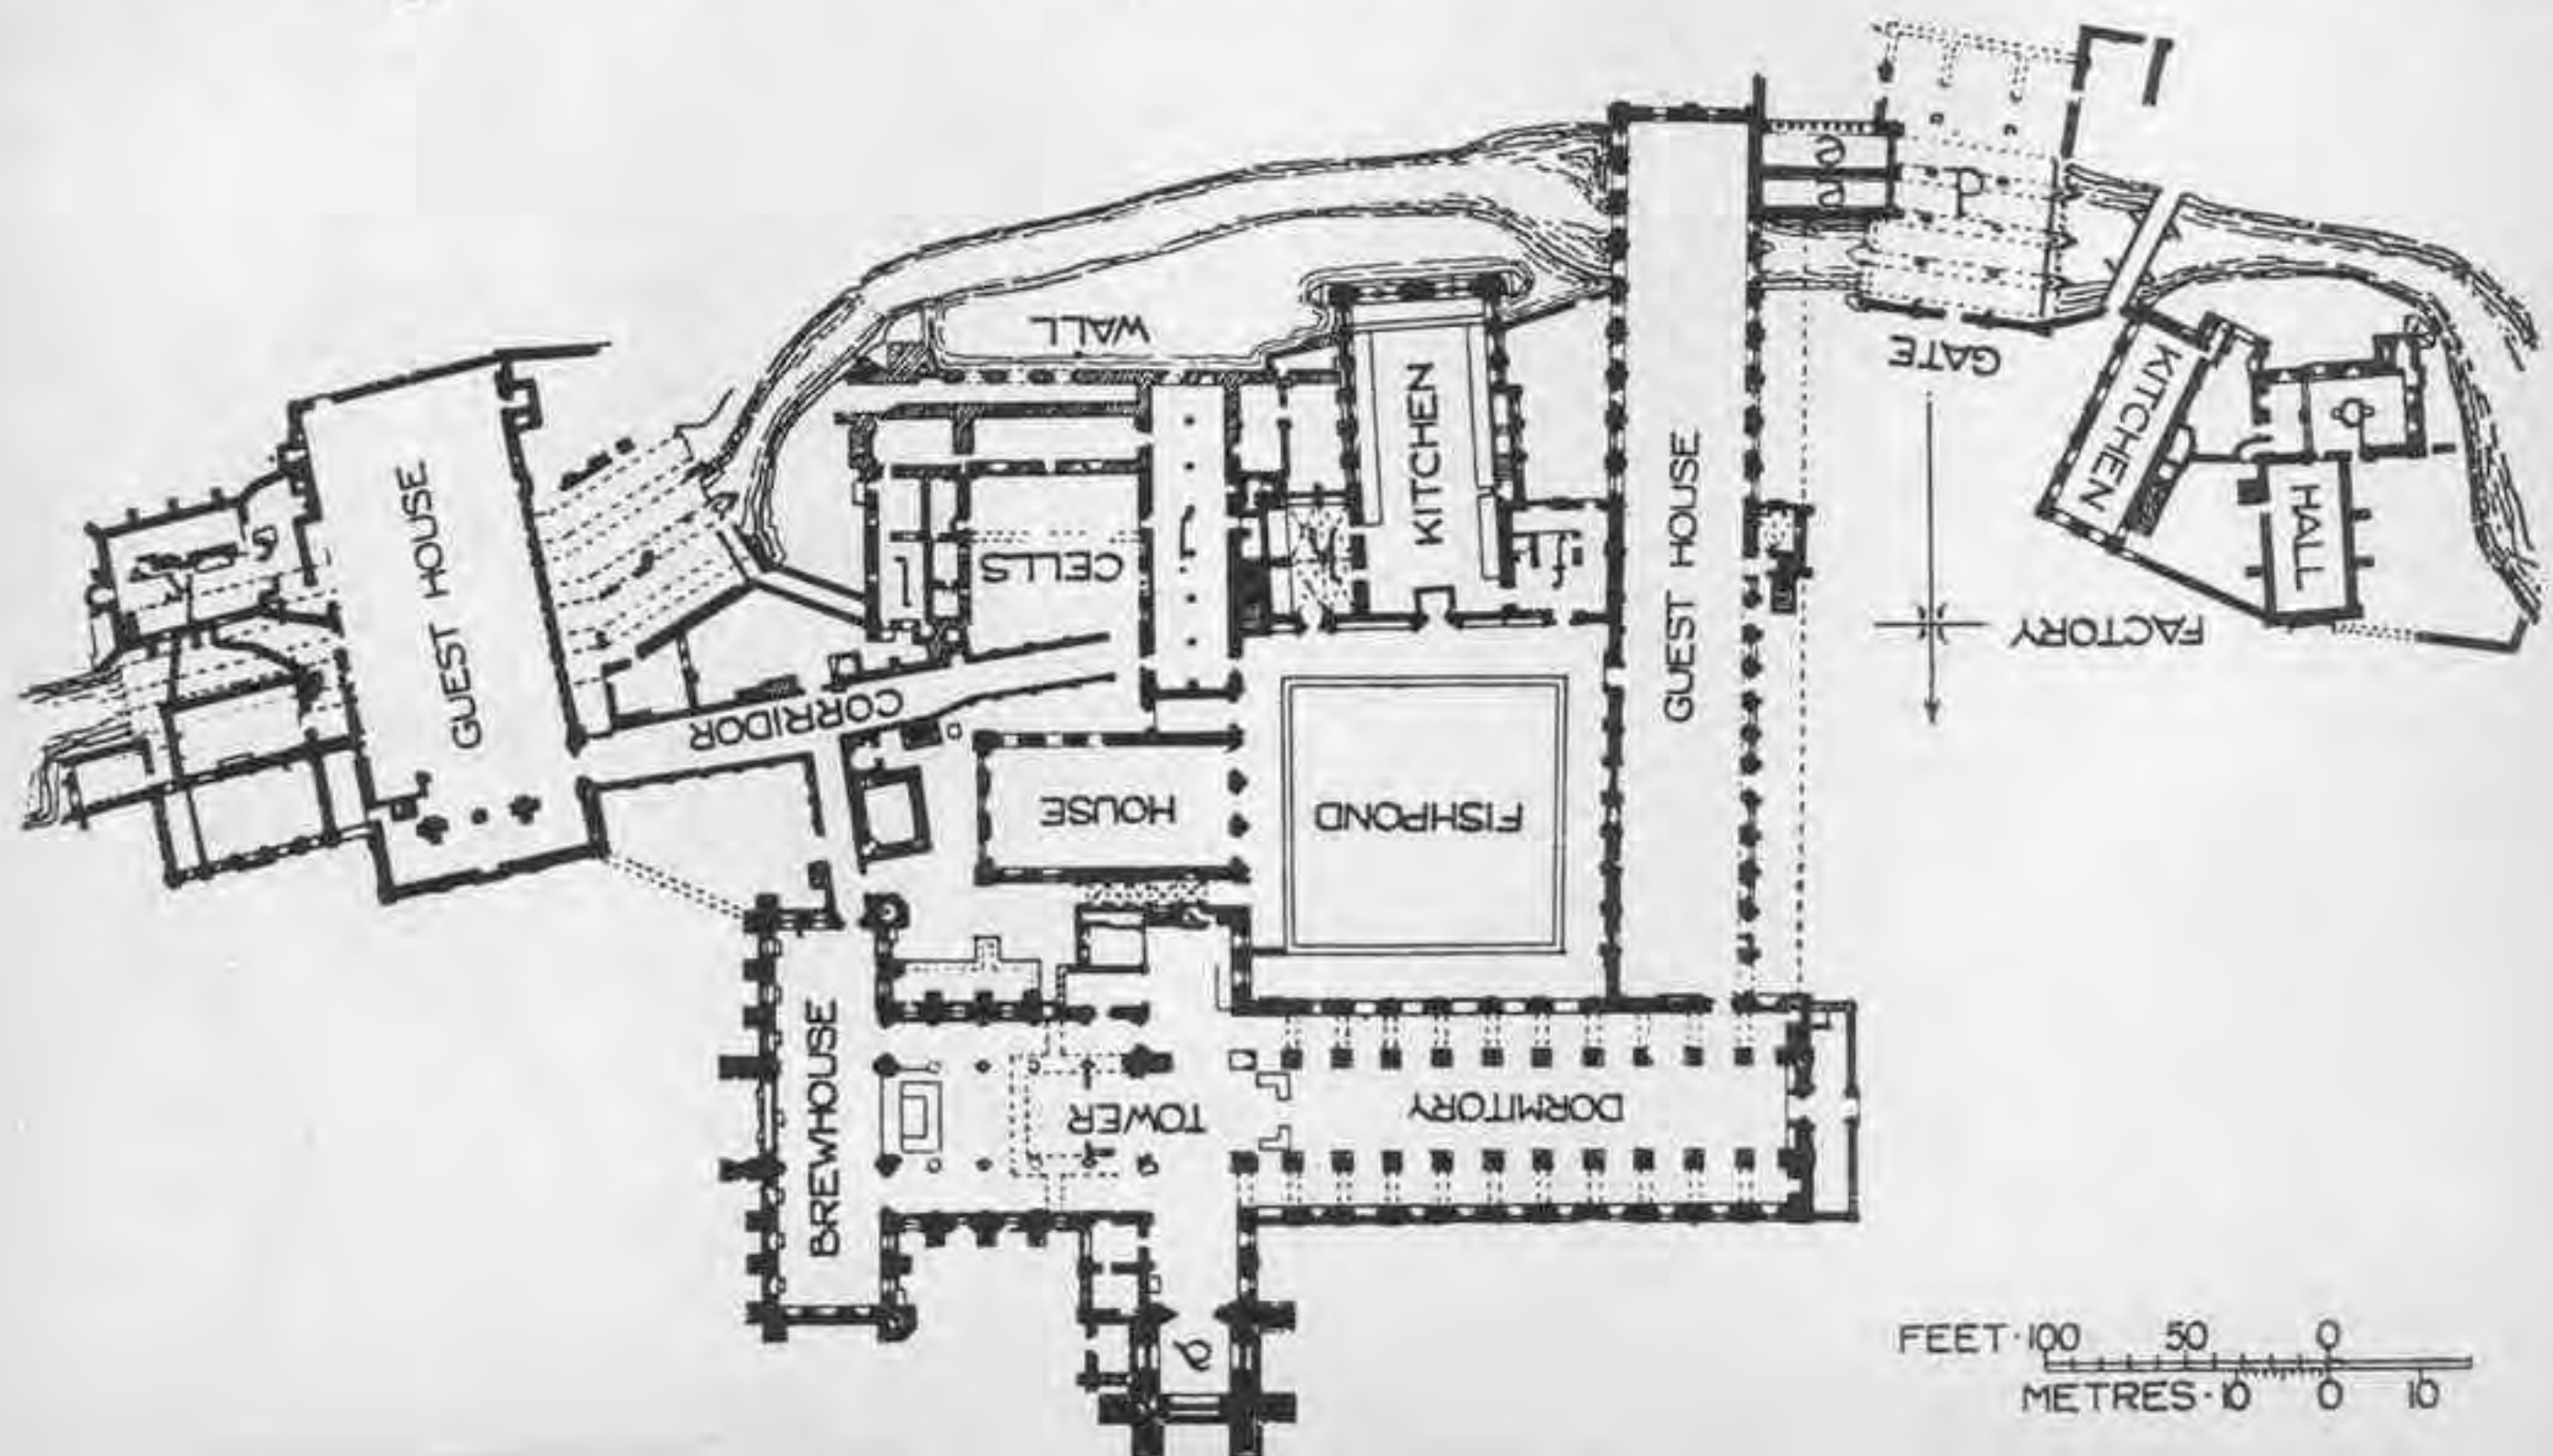 S
S
P
WALL
GATE
KITCHEN
KITCHEN
HALL
GUEST HOUSE
GUEST HOUSE
CELLS
FACTORY
CORRIDOR
HOUSE
FISHPOND
BREWHOUSE
TOWER
DORMITORY
FEET·100 50 0
METRES·10 0 10